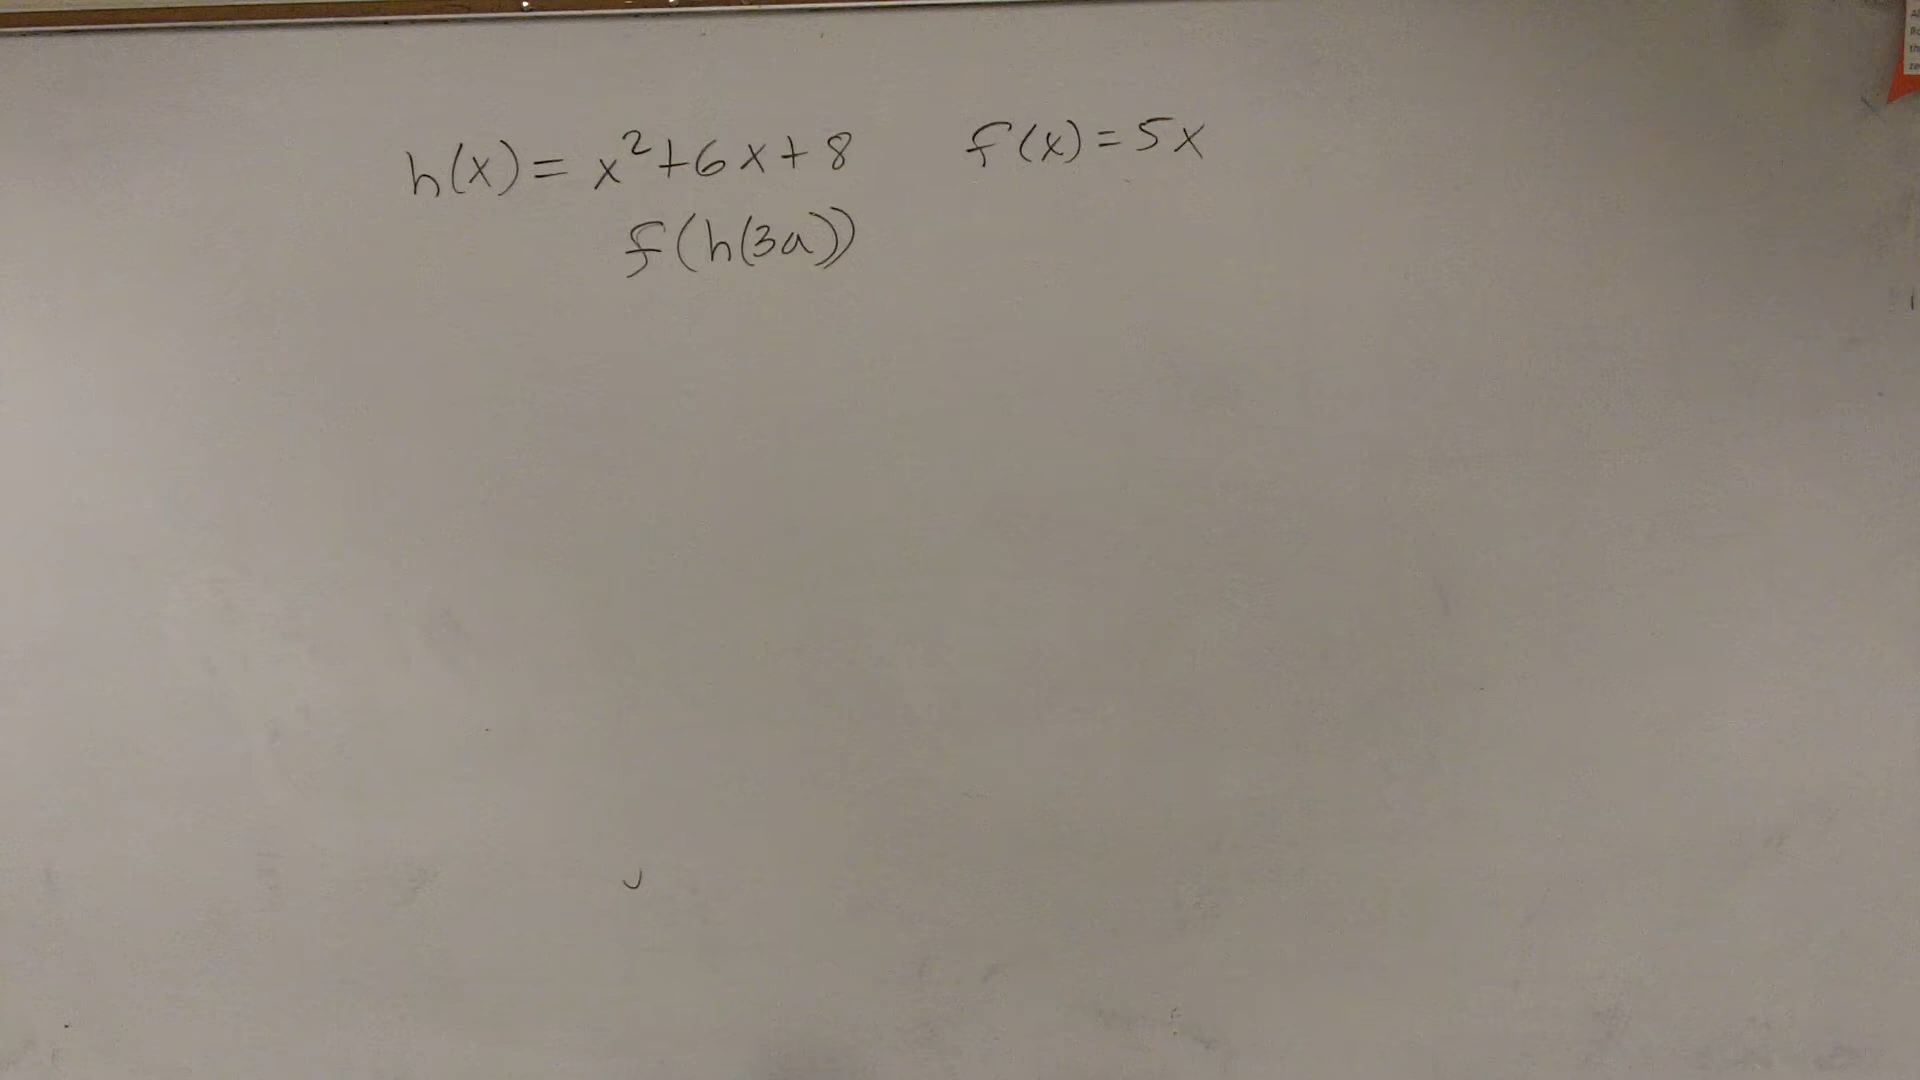 h(x) = x²+6x+8 f(x) = 5x
f(h(3a))